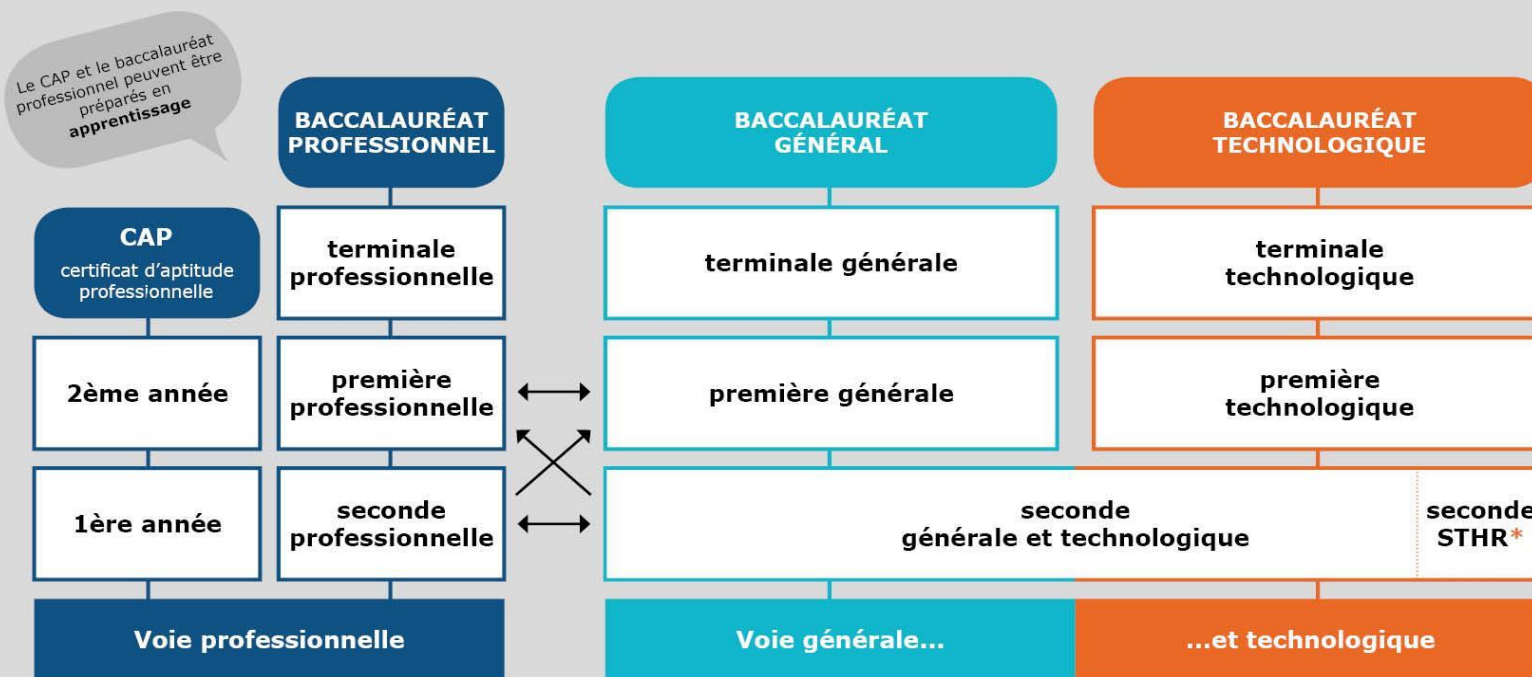 Le CAP et le baccalauréat
professionnel peuvent être
préparés en
apprentissage
BACCALAURÉAT
PROFESSIONNEL
BACCALAURÉAT
GÉNÉRAL
BACCALAURÉAT
TECHNOLOGIQUE
CAP
certificat d’aptitude
professionnelle
terminale
professionnelle
terminale générale
terminale
technologique
2ème année
première
professionnelle
première générale
première
technologique
1ère année
seconde
professionnelle
seconde
générale et technologique
seconde
STHR*
Voie professionnelle
Voie générale...
...et technologique